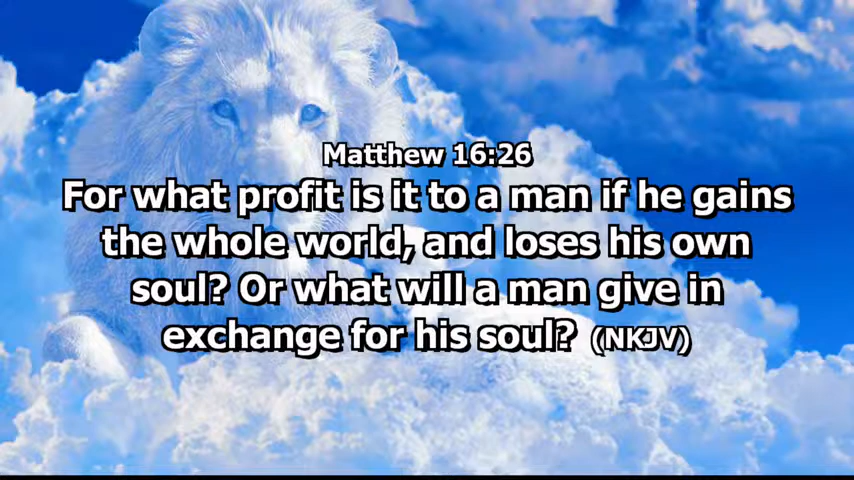 Matthew 16:26
For what profit is it to a man if he gains
the whole world, and loses his own
soul? Or what will a man give in
exchange for his soul? (NKJV)